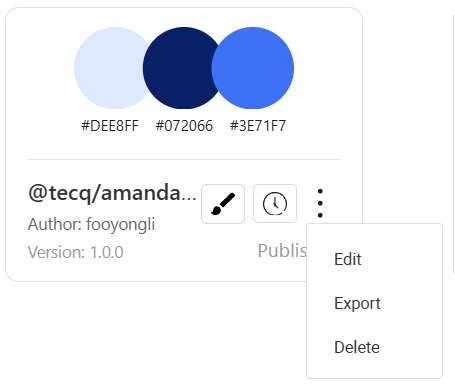 #DEE8FF #072066 #3E71F7
@tecq/amanda...
Author: fooyongli
Version: 1.0.0
Publis
Edit
Export
Delete